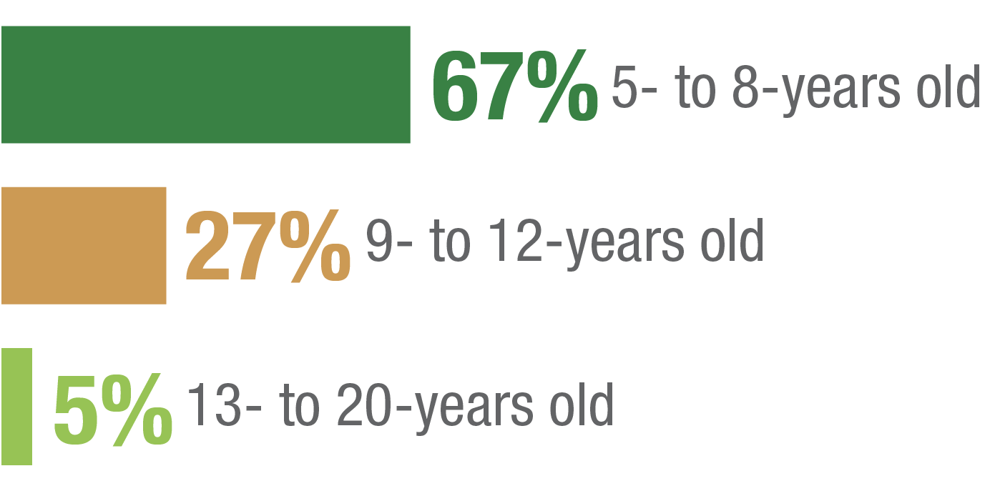 67% 5- to 8-years old
27% 9- to 12-years old
5% 13- to 20-years old